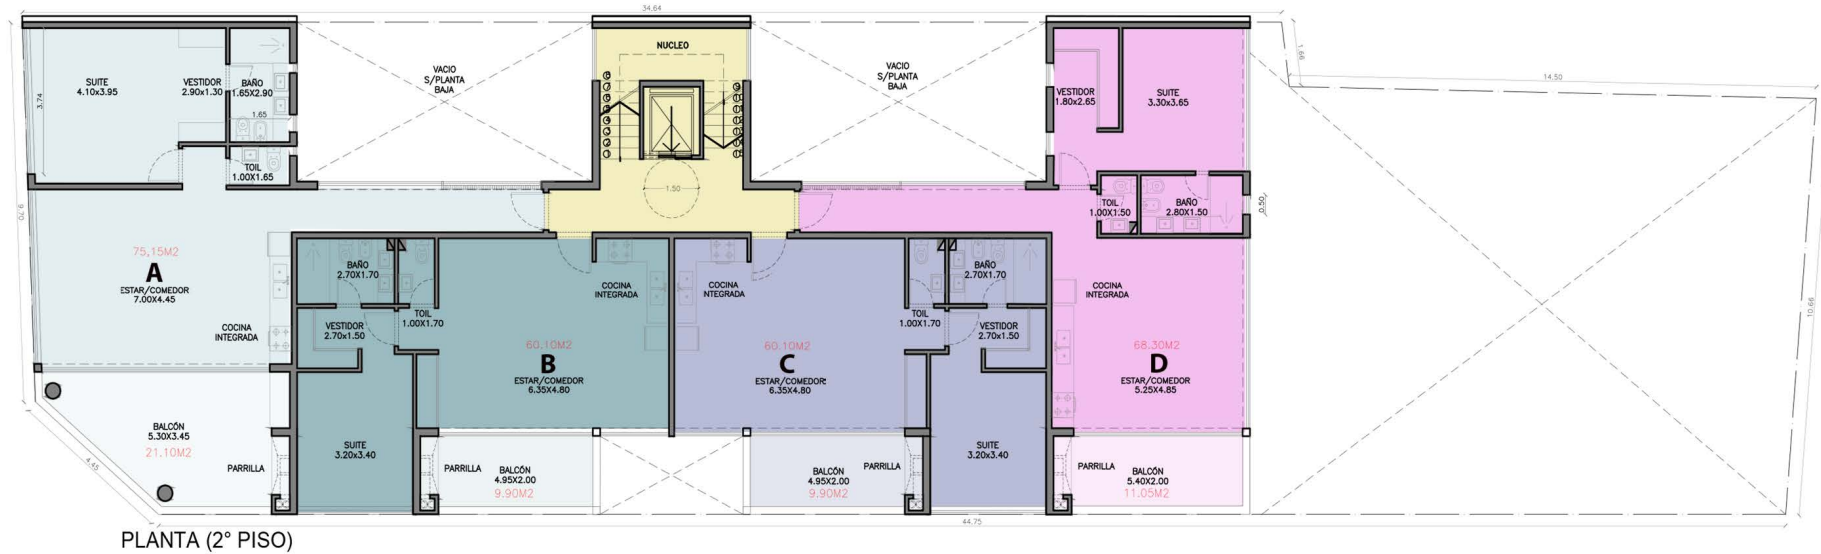 34.64
NUCLEO
1.66
14,50
VACIO
S/PLANTA
BAJA
VACIO
S/PLANTA
BAJA
SUITE
4.10x3.95
VESTIDOR
2.90x1.30
BAÑO
1.65X2.90
3.74
1.65
VESTIDOR
1.80x2.65
SUITE
3.30x3.65
TOIL
1.00X1.65
1.50
TOIL
1.00X1.50
BAÑO
2.80X1.50
0.50
9.70
75,15M2
A
ESTAR/COMEDOR
7.00X4.45
COCINA
INTEGRADA
BAÑO
2.70X1.70
TOIL
1.00X1.70
VESTIDOR
2.70x1.50
COCINA
INTEGRADA
60.10M2
B
ESTAR/COMEDOR
6.35X4.80
COCINA
NTEGRADA
60.10M2
C
ESTAR/COMEDOR:
6.35X4.80
BAÑO
2.70X1.70
TOIL
1.00X1.70
VESTIDOR
2.70x1.50
COCINA
INTEGRADA
68.30M2
D
ESTAR/COMEDOR
5.25X4.85
10.66
BALCÓN
5.30X3.45
21.10M2
4.45
PARRILLA
SUITE
3.20x3.40
PARRILLA
BALCÓN
4.95X2.00
9.90M2
BALCÓN
4.95X2.00
9.90M2
PARRILLA
SUITE
3.20x3.40
PARRILLA
BALCÓN
5.40X2.00
11.05M2
44.75
PLANTA (2° PISO)